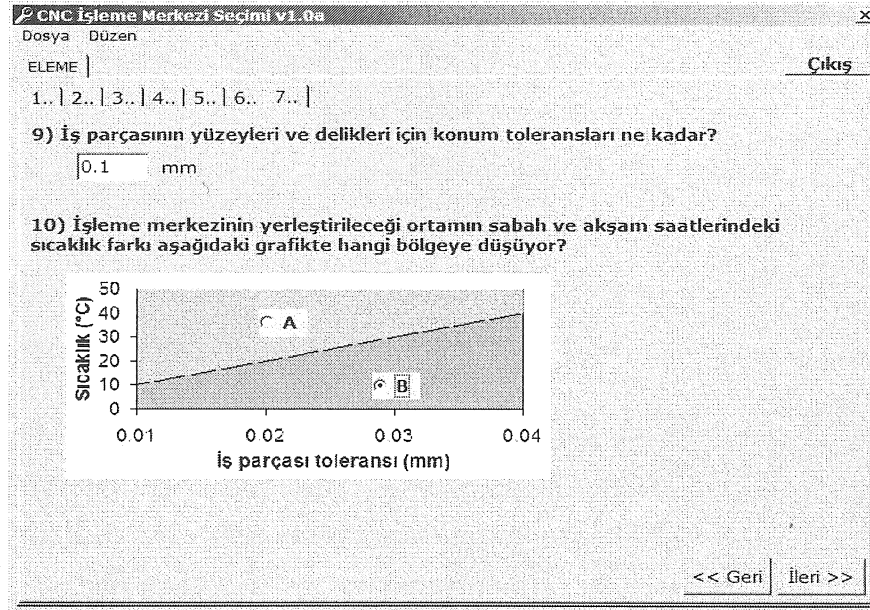 CNC İşleme Merkezi Seçimi v1.0a
Dosya Düzen
ELEME
Çıkış
1.. 2.. 3.. 4.. 5.. 6.. 7..
9) İş parçasının yüzeyleri ve delikleri için konum toleransları ne kadar?
0.1 mm
10) İşleme merkezinin yerleştirileceği ortamın sabah ve akşam saatlerindeki
sıcaklık farkı aşağıdaki grafikte hangi bölgeye düşüyor?
Sıcaklık (°C)
50
40
30
20
10
0
A
B
0.01 0.02 0.03 0.04
İş parçası toleransı (mm)
<< Geri İleri >>